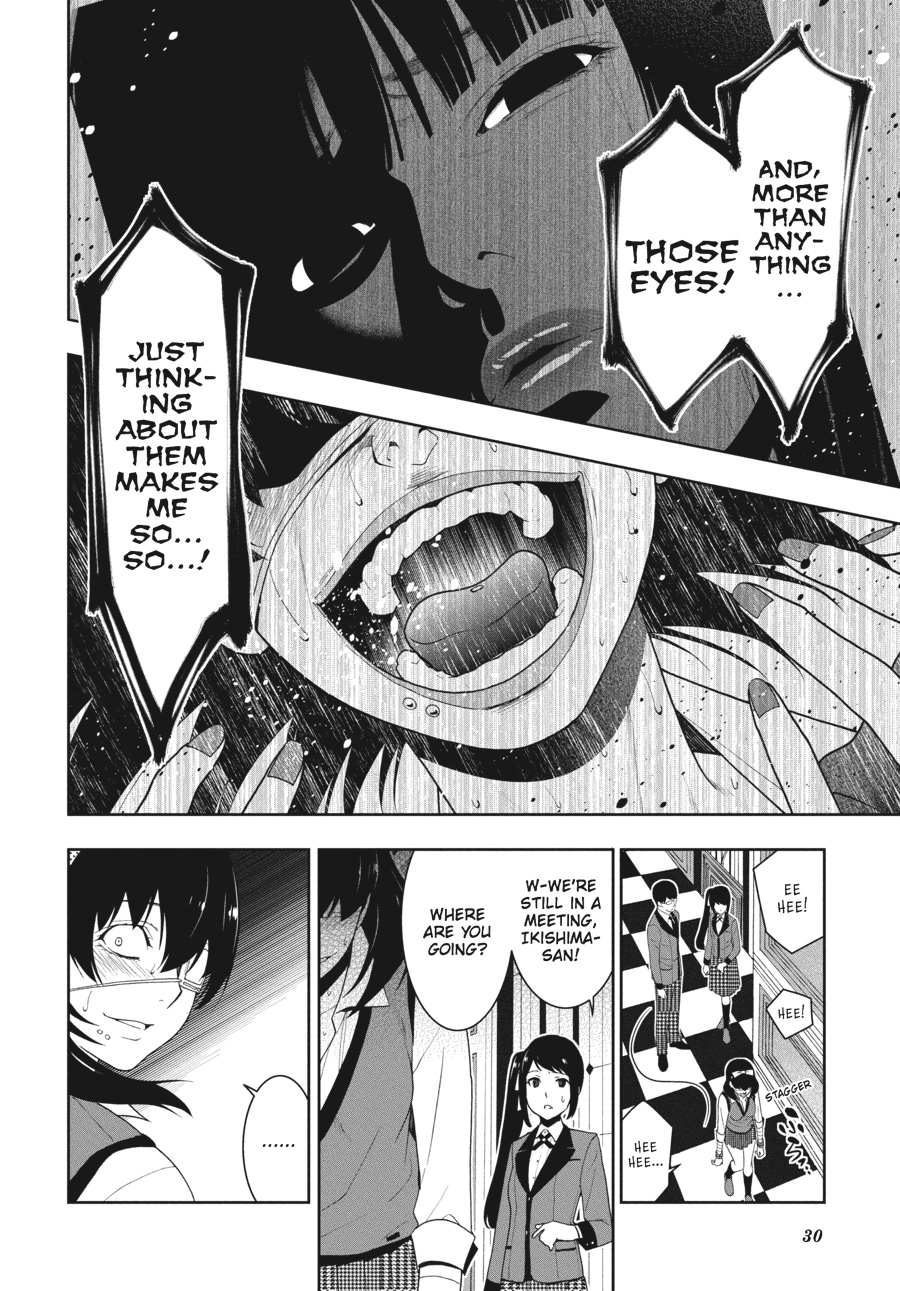 AND,
MORE
THAN
ANY-
THING
...
THOSE
EYES!
JUST
THINK-
ING
ABOUT
THEM
MAKES
ME
SO...
SO...!
EE
HEE!
HEE!
STAGGER
HEE
HEE...
W-WE'RE
STILL IN A
MEETING,
IKISHIMA-
SAN!
WHERE
ARE YOU
GOING?
......
30